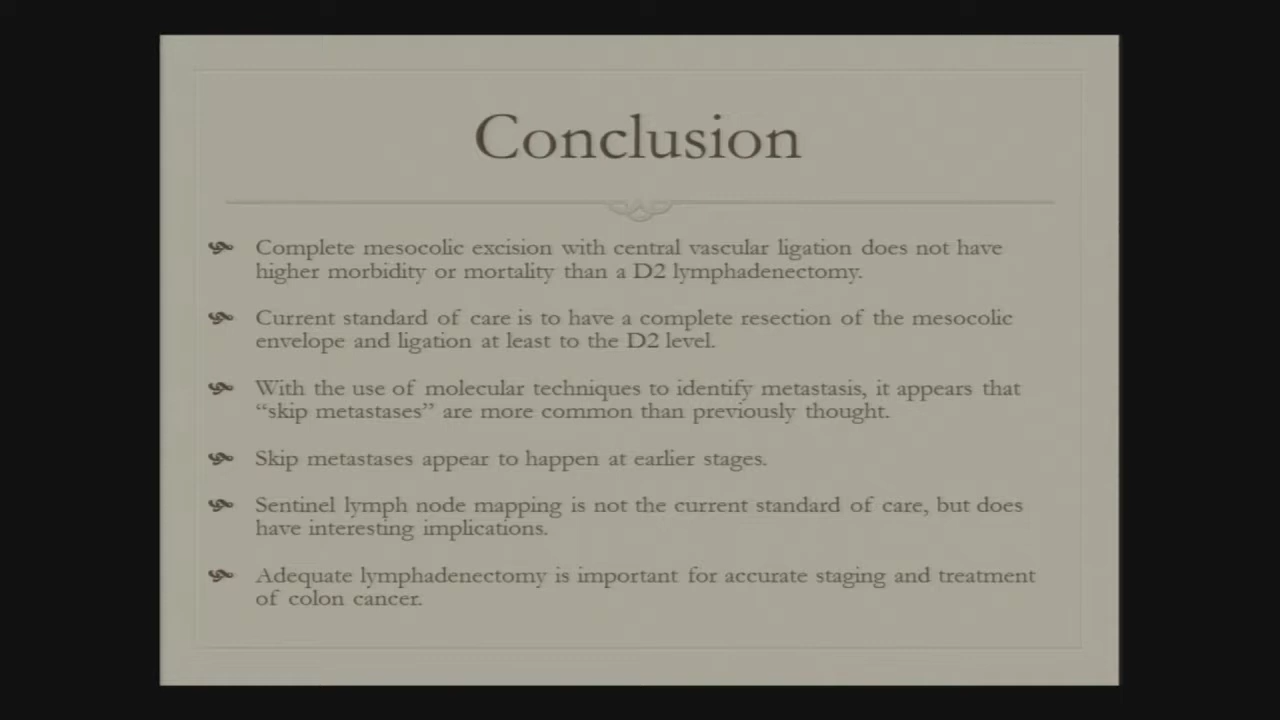 Conclusion
Complete mesocolic excision with central vascular ligation does not have
higher morbidity or mortality than a D2 lymphadenectomy.
Current standard of care is to have a complete resection of the mesocolic
envelope and ligation at least to the D2 level.
With the use of molecular techniques to identify metastasis, it appears that
“skip metastases” are more common than previously thought.
Skip metastases appear to happen at earlier stages.
Sentinel lymph node mapping is not the current standard of care, but does
have interesting implications.
Adequate lymphadenectomy is important for accurate staging and treatment
of colon cancer.